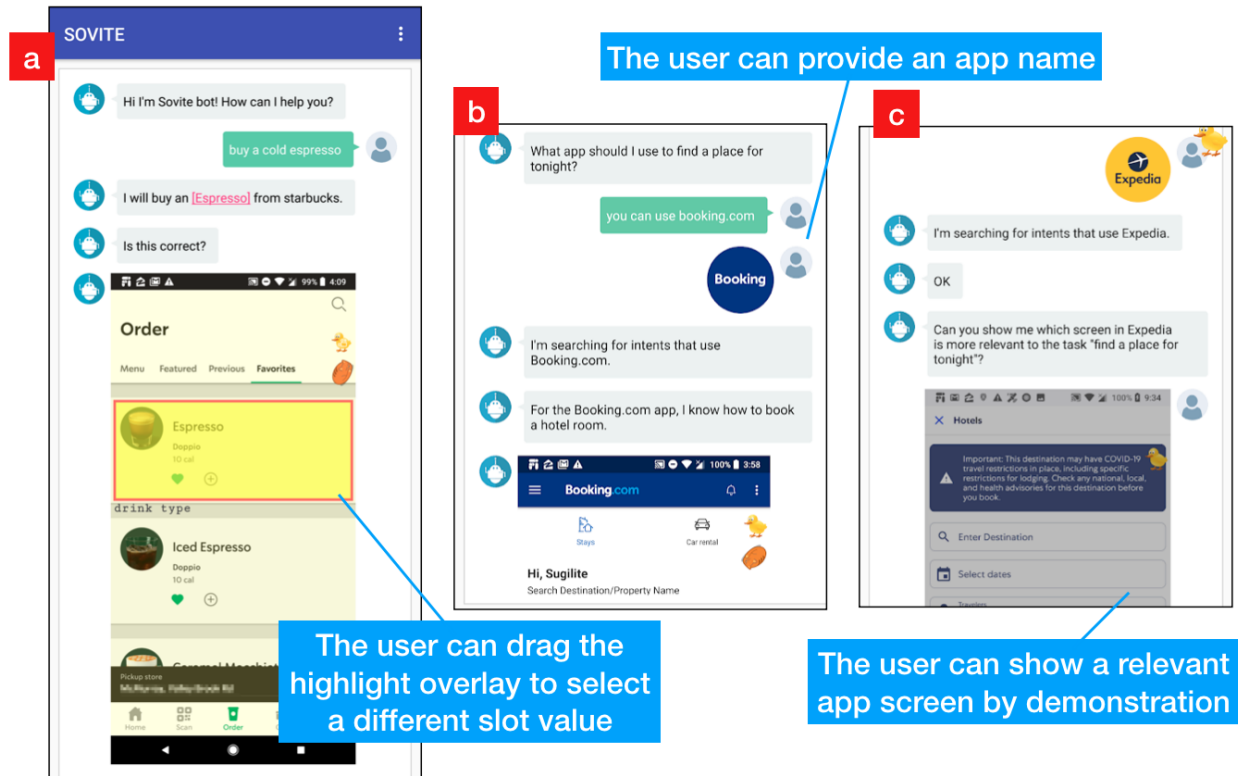 a
SOVITE
Hi I'm Sovite bot! How can I help you?
buy a cold espresso
I will buy an [Espresso] from starbucks.
Is this correct?
99% 4:09
Order
Menu Featured Previous Favorites
Espresso
Doppio
10 cal
drink type
Iced Espresso
Doppio
10 cal
Pickup store
Home Scan Order
The user can drag the
highlight overlay to select
a different slot value
The user can provide an app name
b
What app should I use to find a place for
tonight?
you can use booking.com
Booking
I'm searching for intents that use
Booking.com.
For the Booking.com app, I know how to book
a hotel room.
100% 3:58
Booking.com
Stays Car rental
Hi, Sugilite
Search Destination/Property Name
c
Expedia
I'm searching for intents that use Expedia.
OK
Can you show me which screen in Expedia
is more relevant to the task "find a place for
tonight"?
100% 9:34
Hotels
Important: This destination may have COVID-19
travel restrictions in place, including specific
restrictions for lodging. Check any national, local,
and health advisories for this destination before
you book.
Enter Destination
Select dates
The user can show a relevant
app screen by demonstration